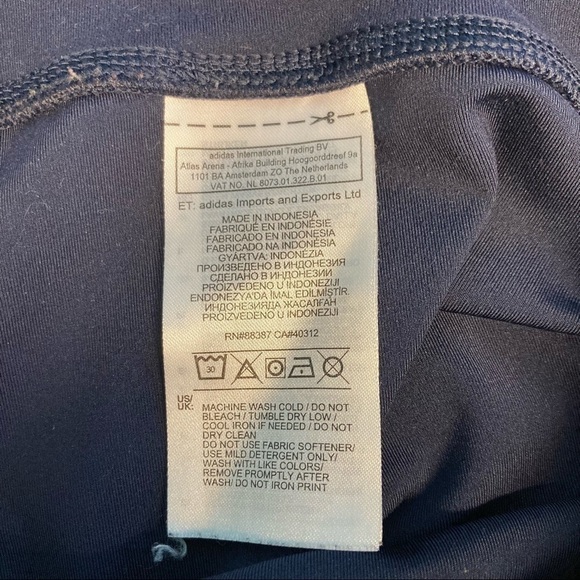 adidas International Trading BV
Atlas Arena - Afrika Building Hoogoorddreef 9a
1101 BA Amsterdam ZO The Netherlands
VAT NO. NL 8073.01.322.B.01
ET: adidas Imports and Exports Ltd
MADE IN INDONESIA
FABRIQUÉ EN INDONÉSIE
FABRICADO EN INDONESIA
FABRICADO NA INDONÉSIA
GYÁRTVA: INDONÉZIA
ПРОИЗВЕДЕНО В ИНДОНЕЗИЯ
СДЕЛАНО В ИНДОНЕЗИИ
PROIZVEDENO U INDONEZIJI
ENDONEZYA'DA İMAL EDİLMİŞTİR.
ИНДОНЕЗИЯДА ЖАСАЛҒАН
PROIZVEDENO U INDONEZIJI
RN#88387 CA#40312
30
US/
UK: MACHINE WASH COLD / DO NOT
BLEACH / TUMBLE DRY LOW /
COOL IRON IF NEEDED / DO NOT
DRY CLEAN
DO NOT USE FABRIC SOFTENER/
USE MILD DETERGENT ONLY/
WASH WITH LIKE COLORS/
REMOVE PROMPTLY AFTER
WASH/ DO NOT IRON PRINT